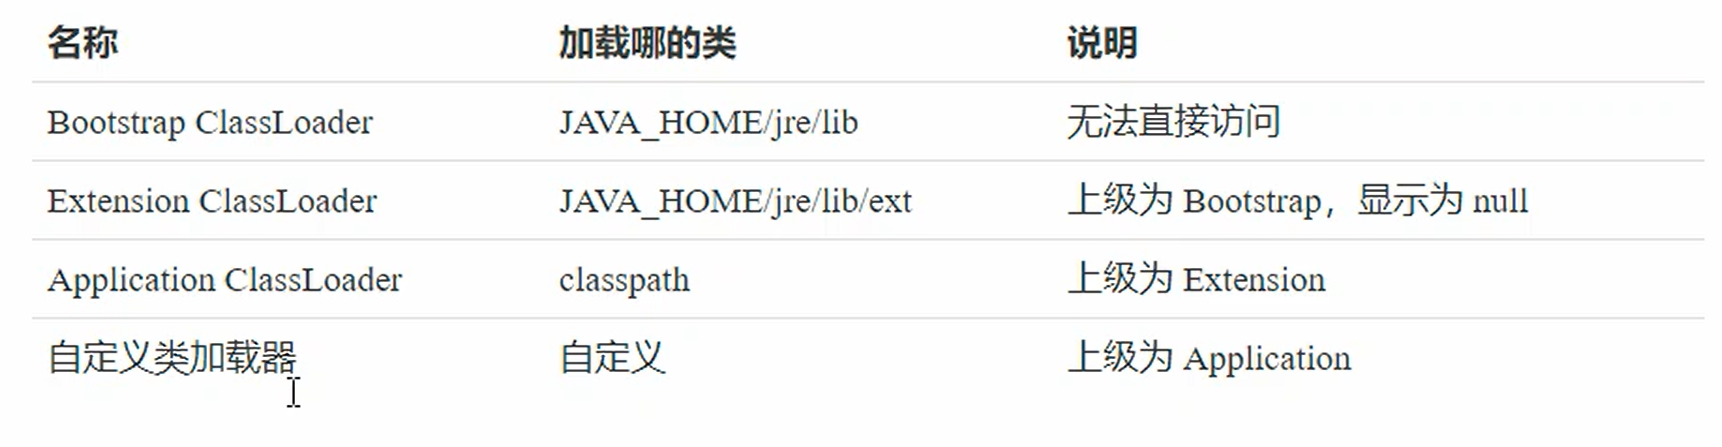 名称 加载哪的类 说明
Bootstrap ClassLoader JAVA_HOME/jre/lib 无法直接访问
Extension ClassLoader JAVA_HOME/jre/lib/ext 上级为 Bootstrap，显示为 null
Application ClassLoader classpath 上级为 Extension
自定义类加载器 自定义 上级为 Application